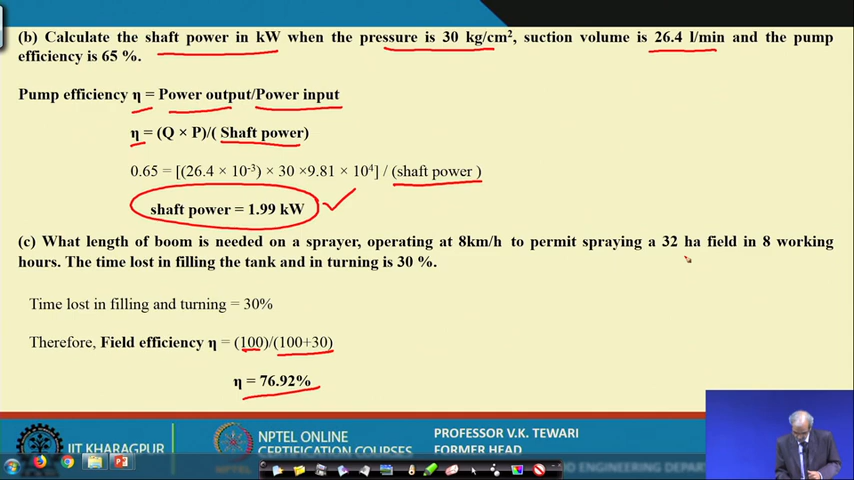 (b) Calculate the shaft power in kW when the pressure is 30 kg/cm², suction volume is 26.4 l/min and the pump
efficiency is 65 %.
Pump efficiency η = Power output/Power input
η = (Q × P)/( Shaft power)
0.65 = [(26.4 × 10⁻³) × 30 ×9.81 × 10⁴] / (shaft power )
shaft power = 1.99 kW
(c) What length of boom is needed on a sprayer, operating at 8km/h to permit spraying a 32 ha field in 8 working
hours. The time lost in filling the tank and in turning is 30 %.
Time lost in filling and turning = 30%
Therefore, Field efficiency η = (100)/(100+30)
η = 76.92%
IIT KHARAGPUR
NPTEL ONLINE
CERTIFICATION COURSES
PROFESSOR V.K. TEWARI
FORMER HEAD
ENGINEERING DEPAR